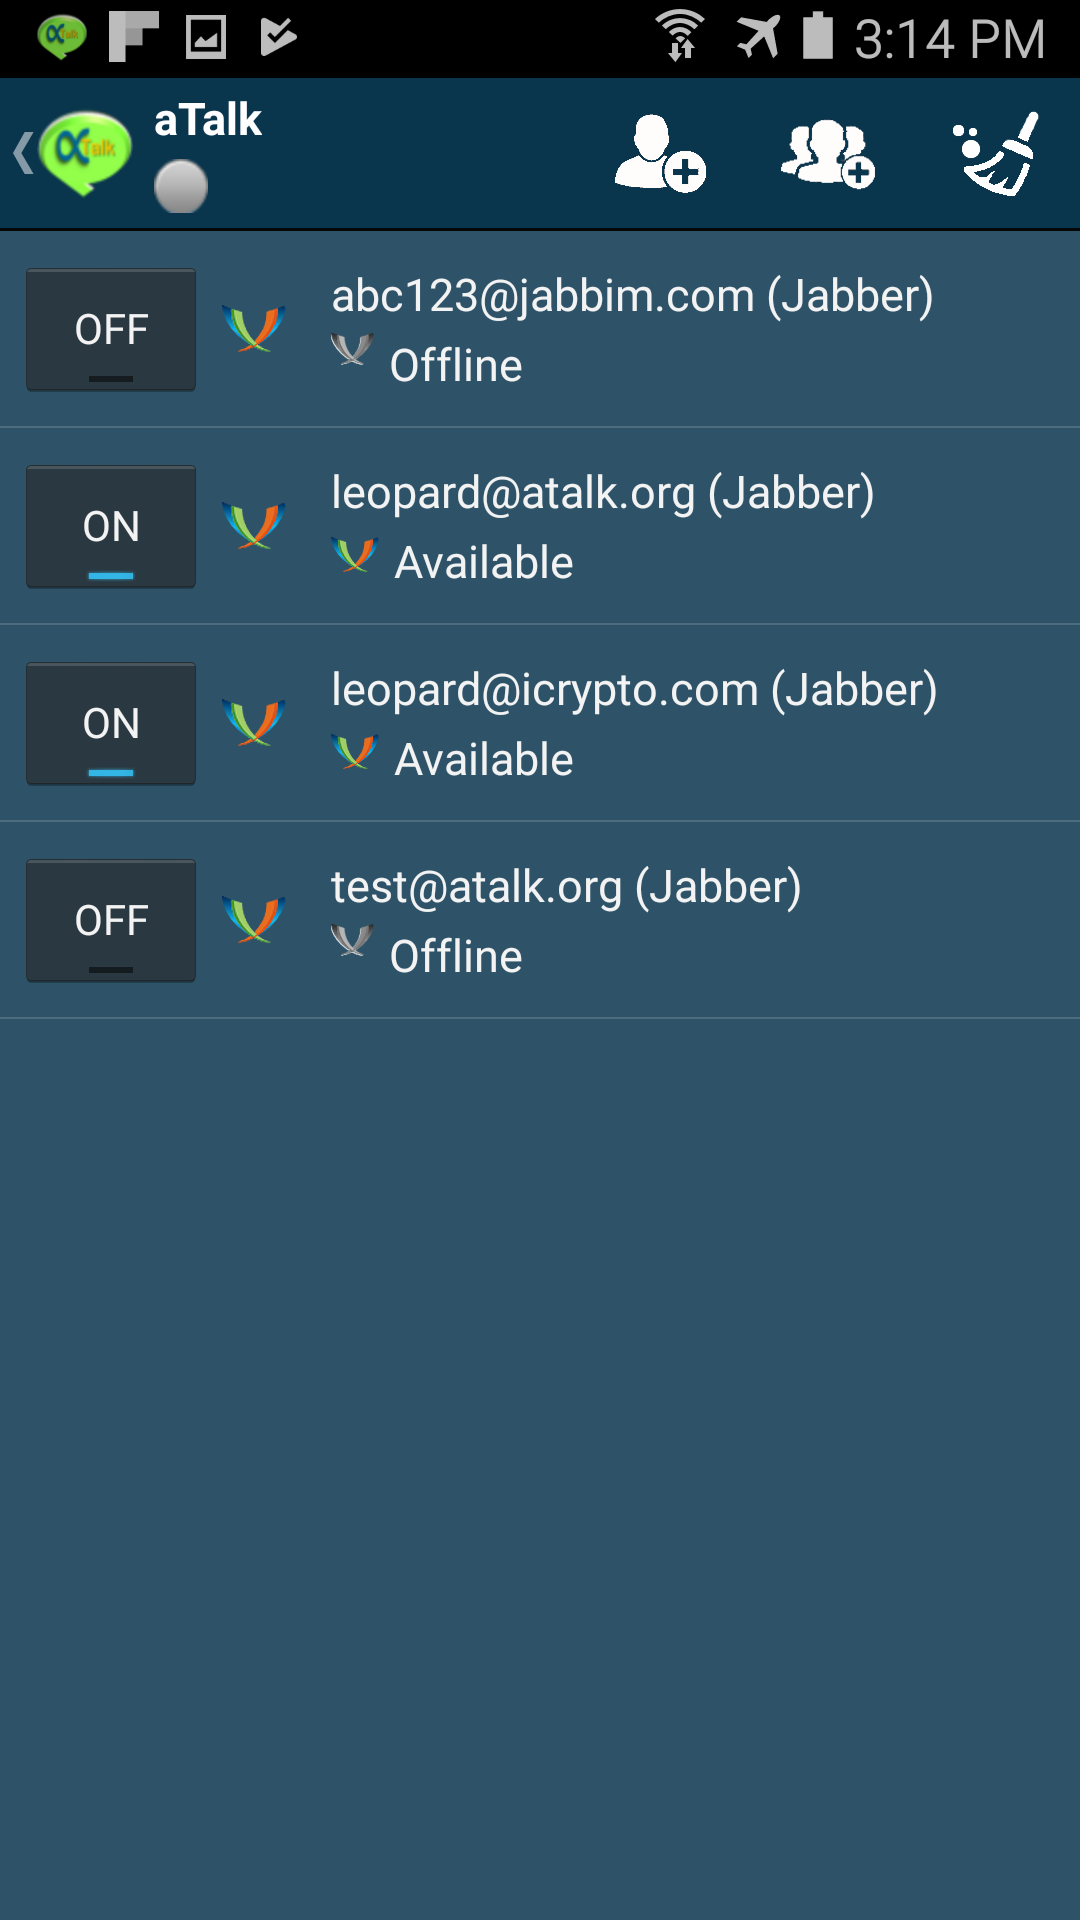 3:14 PM
αTalk
aTalk
OFF
abc123@jabbim.com (Jabber)
Offline
ON
leopard@atalk.org (Jabber)
Available
ON
leopard@icrypto.com (Jabber)
Available
OFF
test@atalk.org (Jabber)
Offline